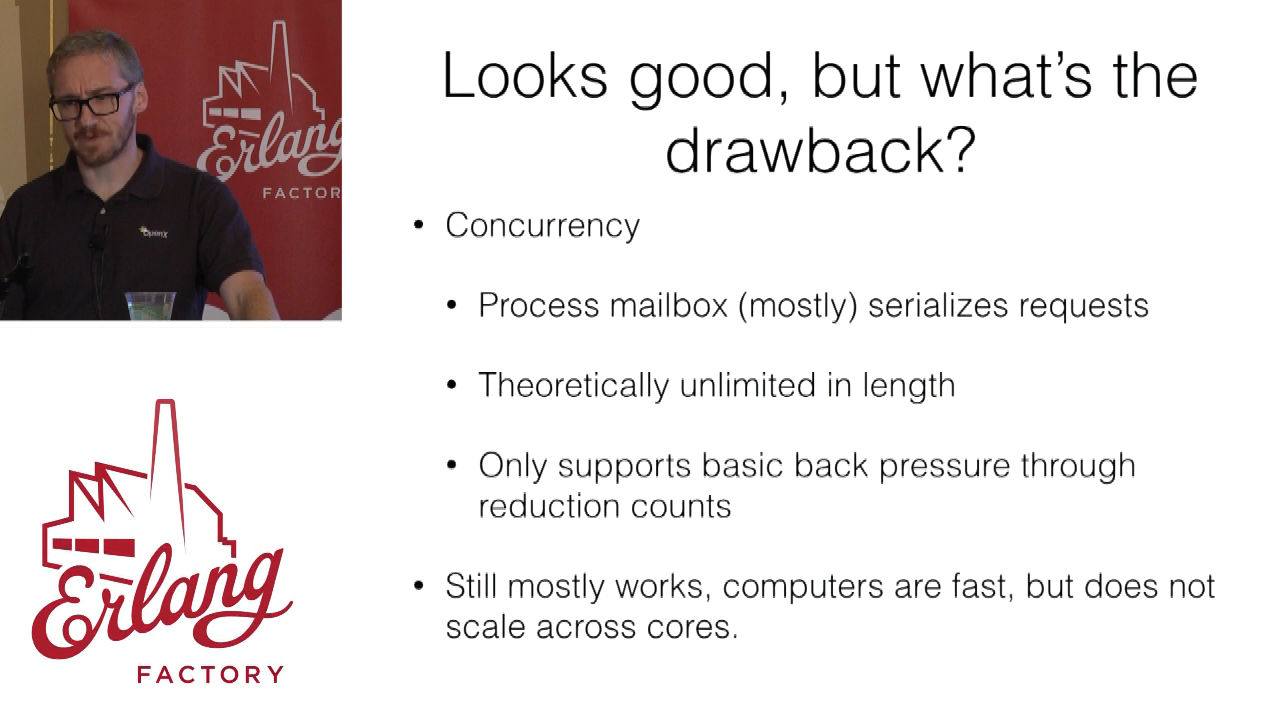 Erlang
FACTOR
OpenX
Looks good, but what's the
drawback?
• Concurrency
• Process mailbox (mostly) serializes requests
• Theoretically unlimited in length
• Only supports basic back pressure through
reduction counts
• Still mostly works, computers are fast, but does not
scale across cores.
Erlang
FACTORY